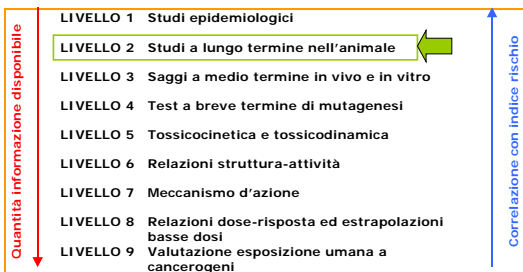 Quantità informazione disponibile
LIVELLO 1 Studi epidemiologici
LIVELLO 2 Studi a lungo termine nell'animale
LIVELLO 3 Saggi a medio termine in vivo e in vitro
LIVELLO 4 Test a breve termine di mutagenesi
LIVELLO 5 Tossicocinetica e tossicodinamica
LIVELLO 6 Relazioni struttura-attività
LIVELLO 7 Meccanismo d'azione
LIVELLO 8 Relazioni dose-risposta ed estrapolazioni
basse dosi
LIVELLO 9 Valutazione esposizione umana a
cancerogeni
Correlazione con indice rischio